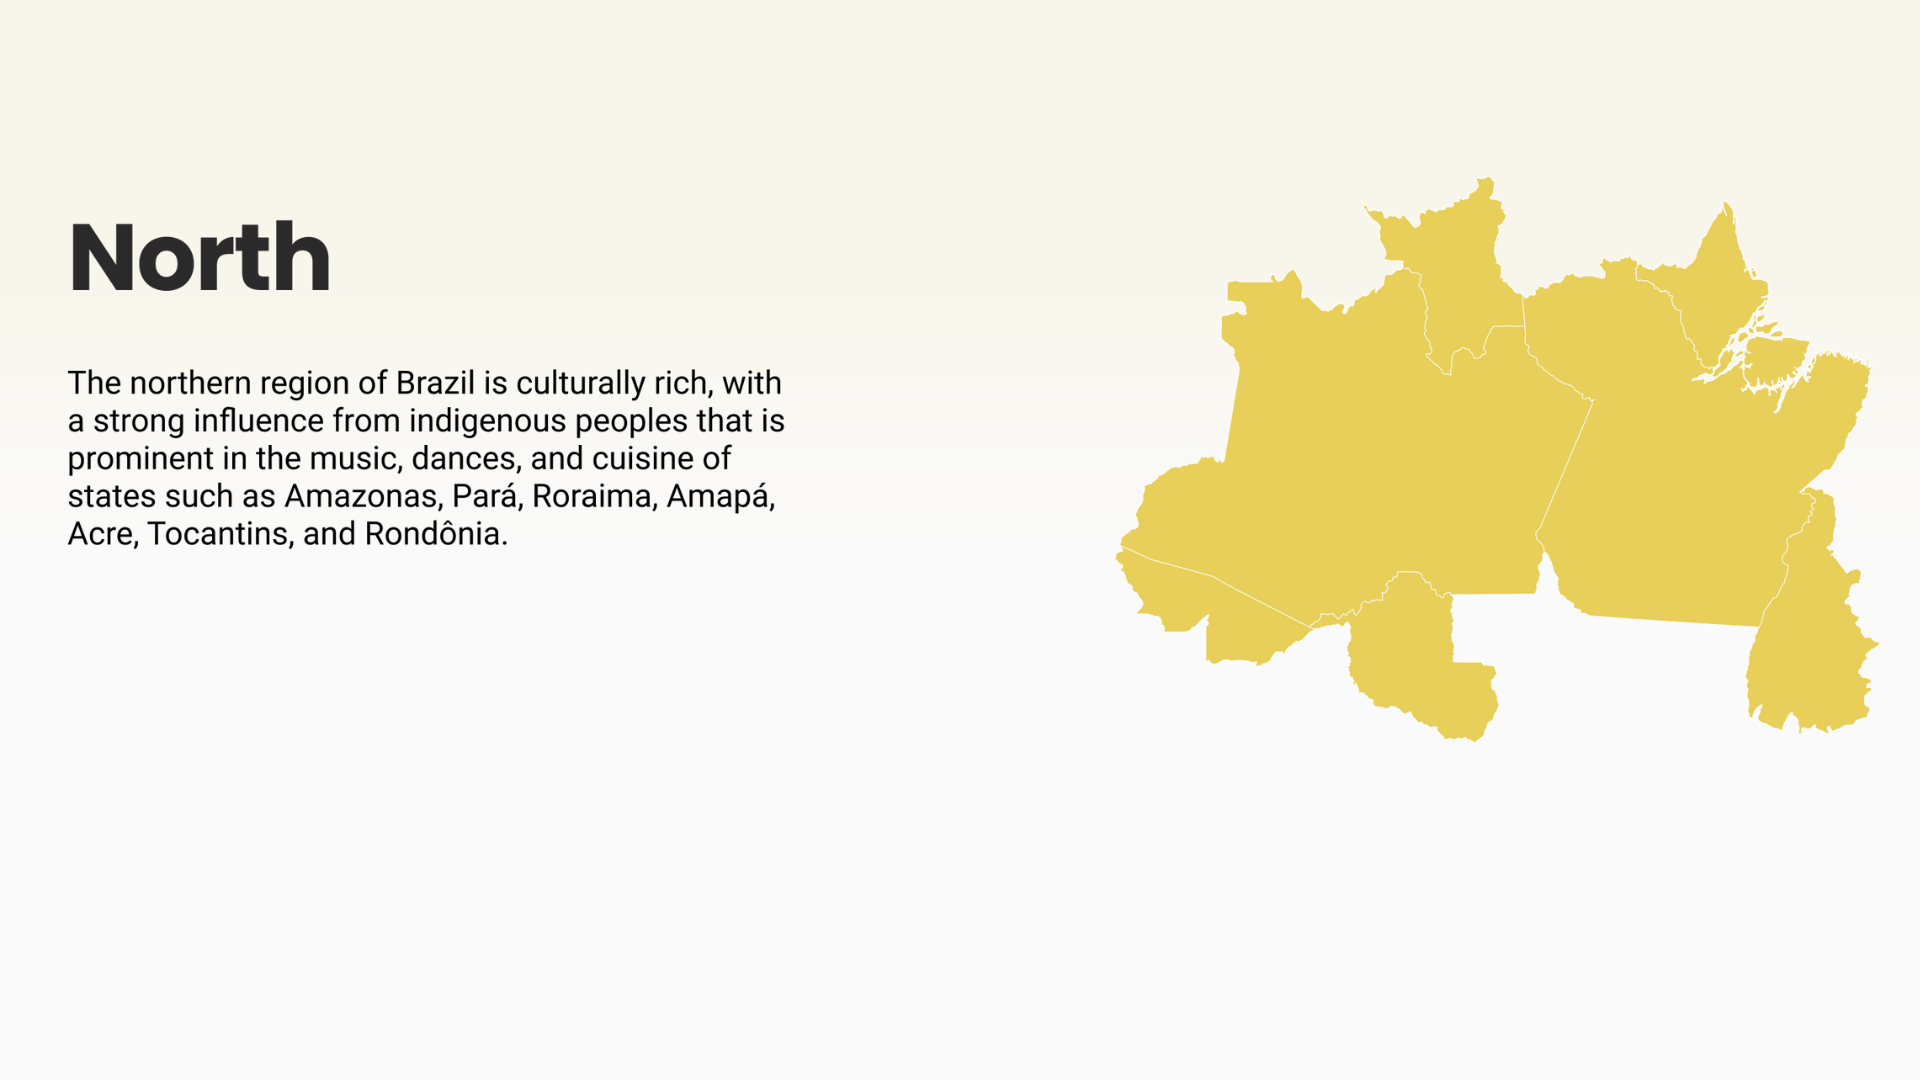 North
The northern region of Brazil is culturally rich, with
a strong influence from indigenous peoples that is
prominent in the music, dances, and cuisine of
states such as Amazonas, Pará, Roraima, Amapá,
Acre, Tocantins, and Rondônia.